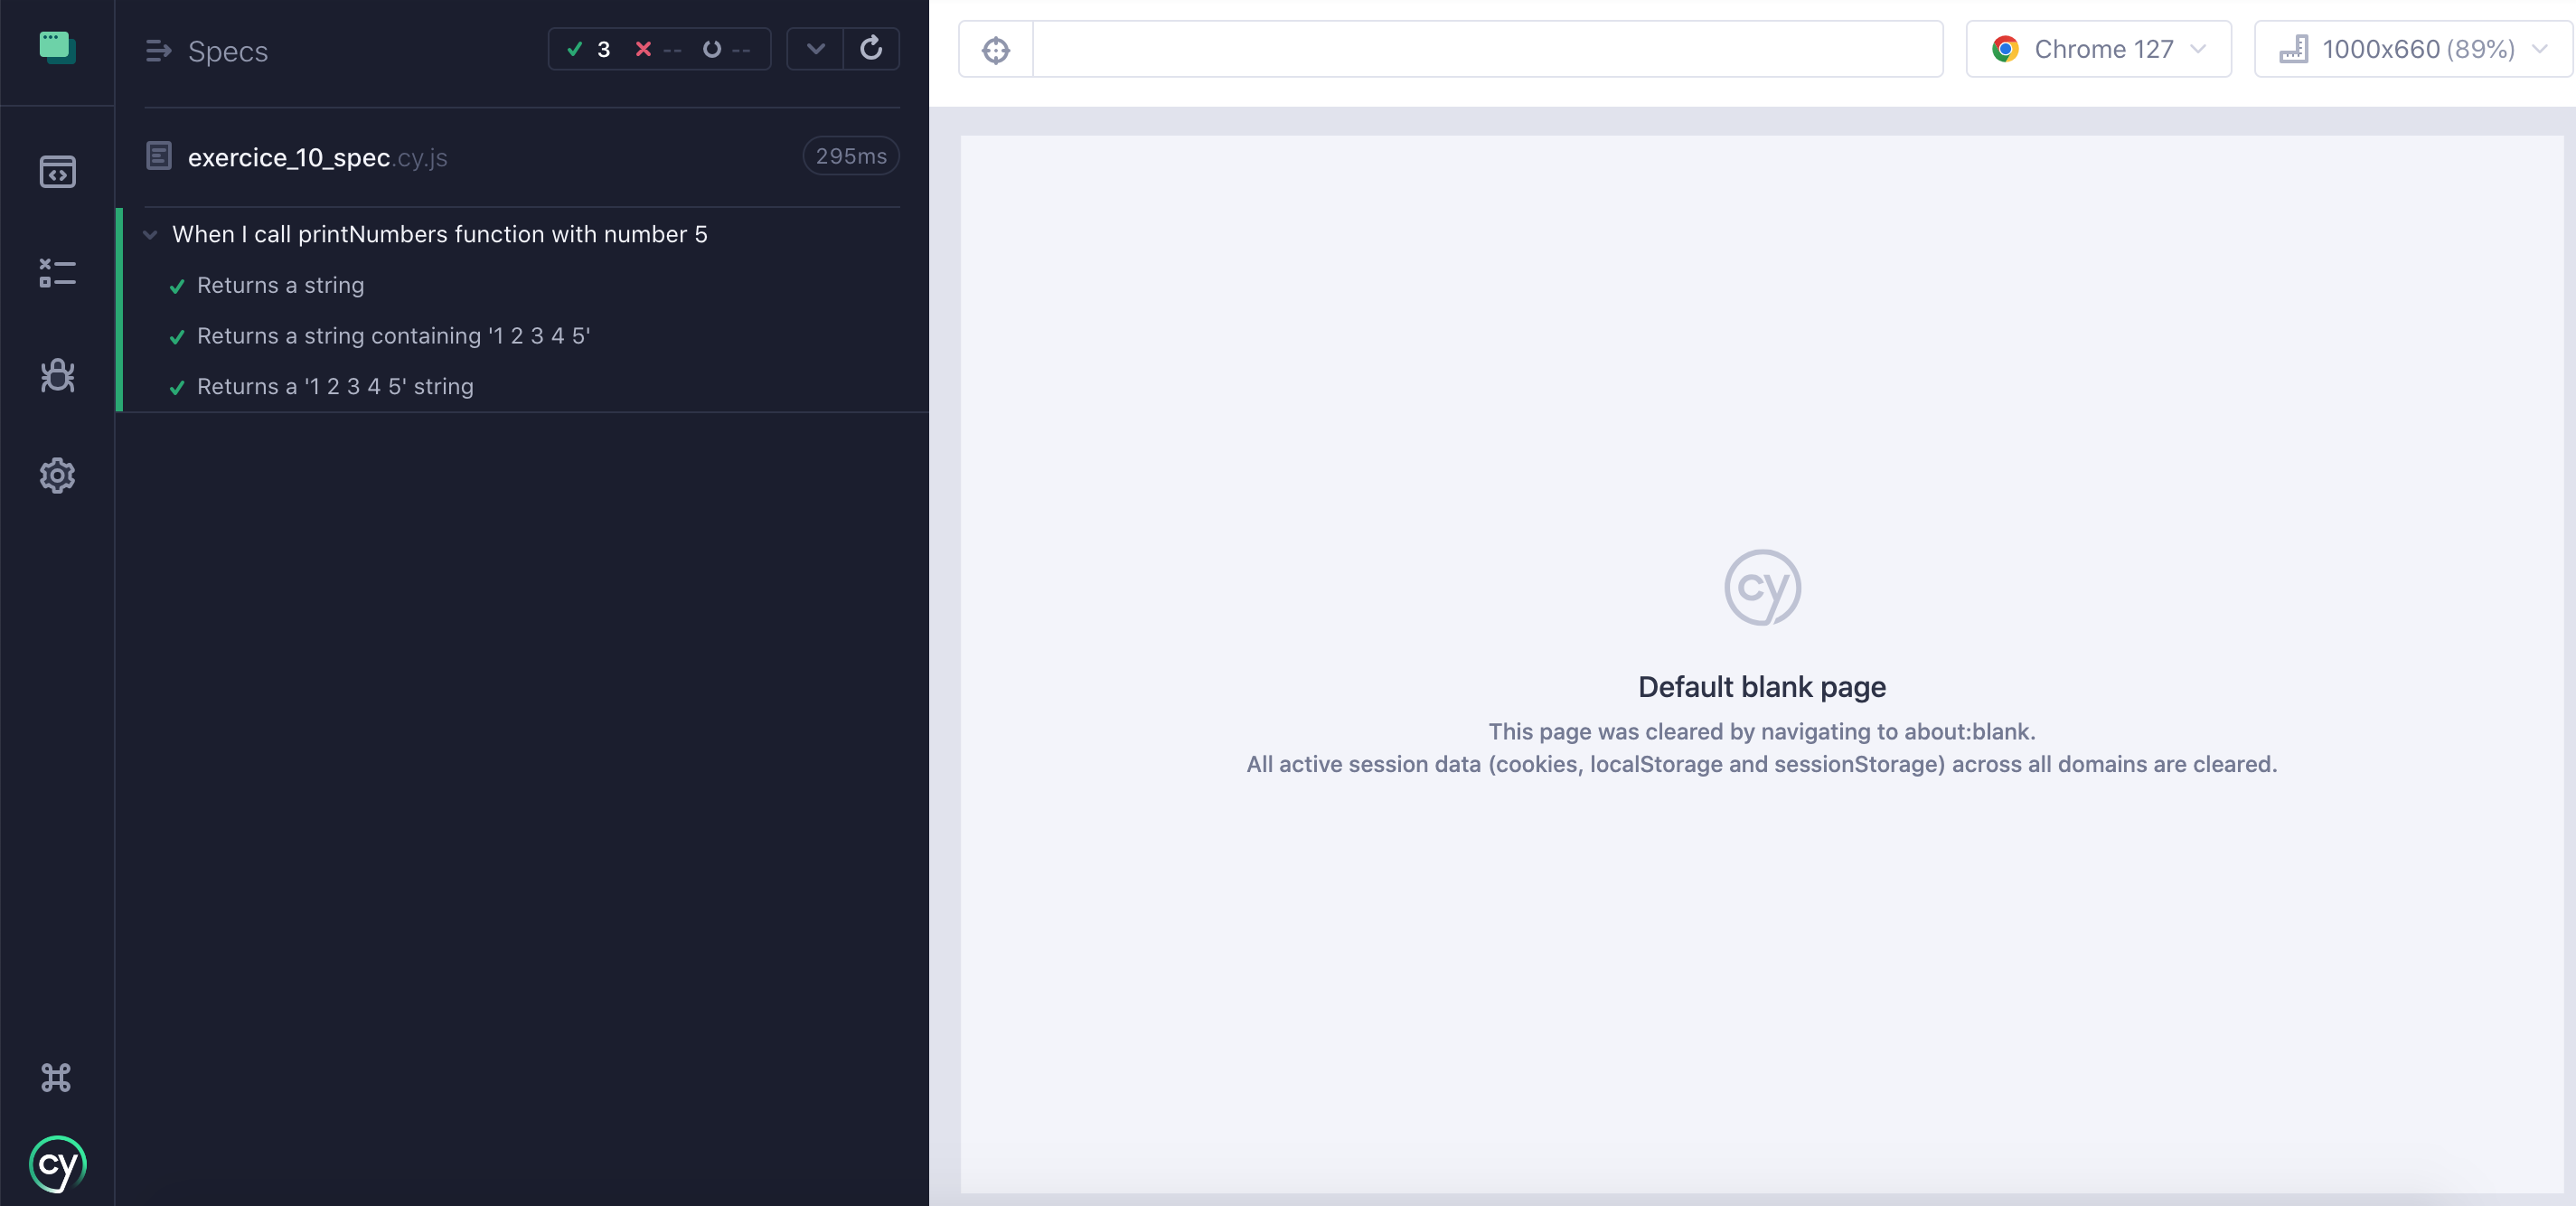 Specs
3 -- --
exercice_10_spec.cy.js
295ms
When I call printNumbers function with number 5
Returns a string
Returns a string containing '1 2 3 4 5'
Returns a '1 2 3 4 5' string
cy
Chrome 127
1000x660 (89%)
cy
Default blank page
This page was cleared by navigating to about:blank.
All active session data (cookies, localStorage and sessionStorage) across all domains are cleared.